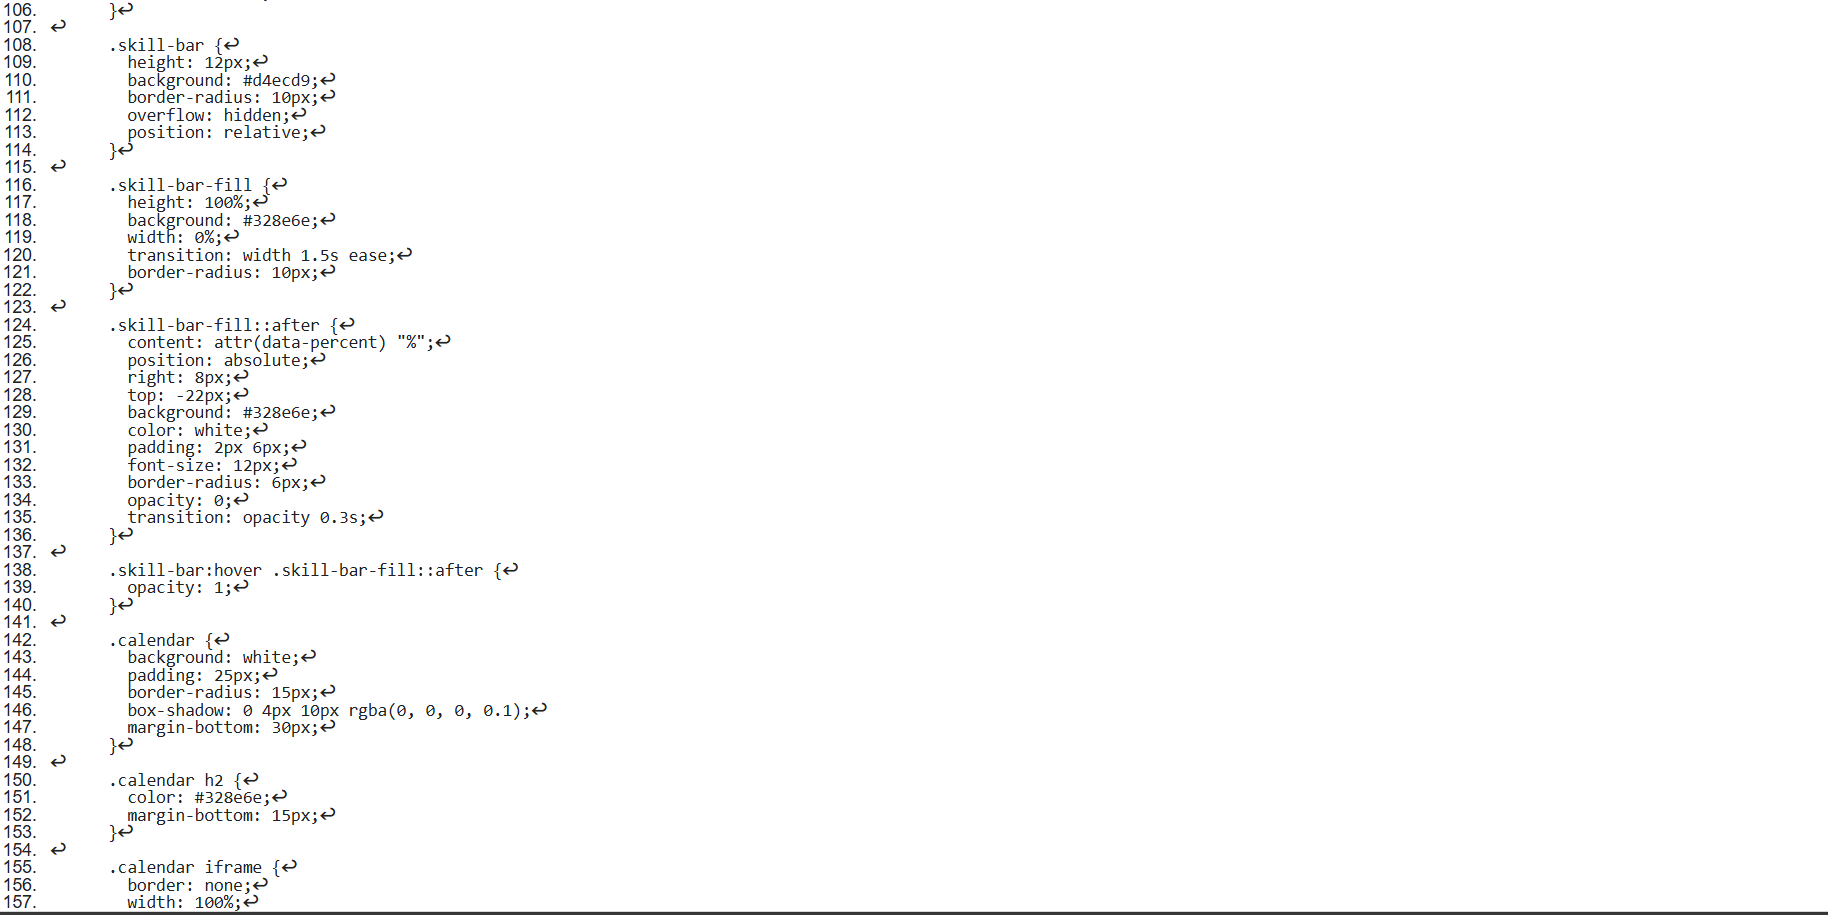 106. }↩
107. ↩
108. .skill-bar {↩
109. height: 12px;↩
110. background: #d4ecd9;↩
111. border-radius: 10px;↩
112. overflow: hidden;↩
113. position: relative;↩
114. }↩
115. ↩
116. .skill-bar-fill {↩
117. height: 100%;↩
118. background: #328e6e;↩
119. width: 0%;↩
120. transition: width 1.5s ease;↩
121. border-radius: 10px;↩
122. }↩
123. ↩
124. .skill-bar-fill::after {↩
125. content: attr(data-percent) "%";↩
126. position: absolute;↩
127. right: 8px;↩
128. top: -22px;↩
129. background: #328e6e;↩
130. color: white;↩
131. padding: 2px 6px;↩
132. font-size: 12px;↩
133. border-radius: 6px;↩
134. opacity: 0;↩
135. transition: opacity 0.3s;↩
136. }↩
137. ↩
138. .skill-bar:hover .skill-bar-fill::after {↩
139. opacity: 1;↩
140. }↩
141. ↩
142. .calendar {↩
143. background: white;↩
144. padding: 25px;↩
145. border-radius: 15px;↩
146. box-shadow: 0 4px 10px rgba(0, 0, 0, 0.1);↩
147. margin-bottom: 30px;↩
148. }↩
149. ↩
150. .calendar h2 {↩
151. color: #328e6e;↩
152. margin-bottom: 15px;↩
153. }↩
154. ↩
155. .calendar iframe {↩
156. border: none;↩
157. width: 100%;↩